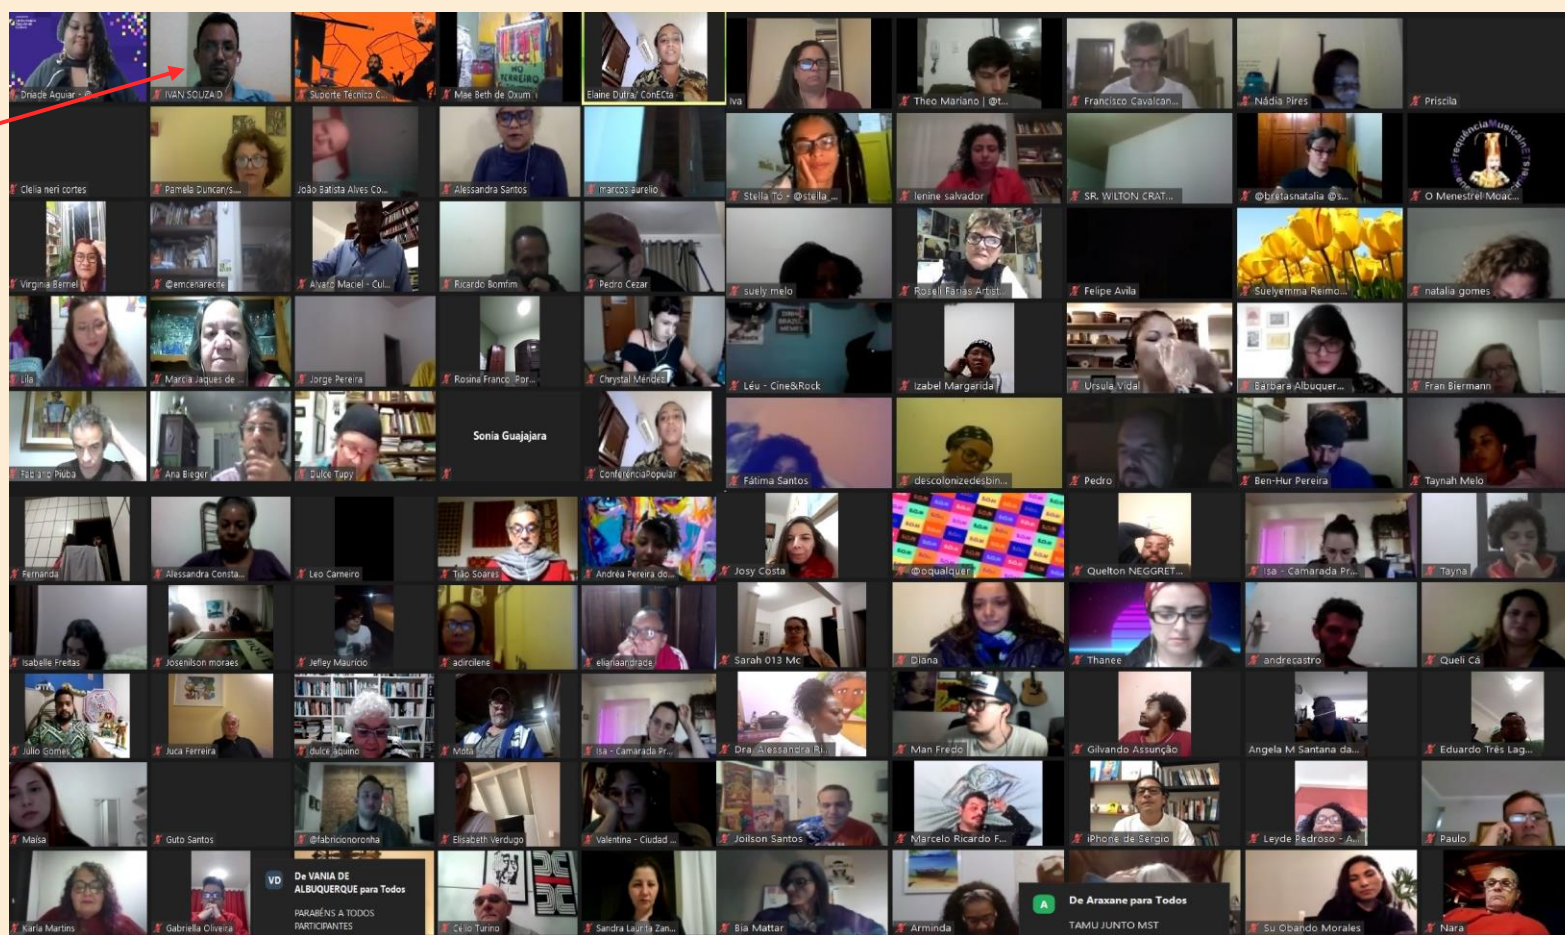 Driade Aguiar - @...
IVAN SOUZA D
Suporte Técnico C...
Mae Beth de Oxum
Elaine Dutra/ ConECta
Iva
Theo Mariano | @t...
Francisco Cavalcan...
Nádia Pires
Priscila
Clelia neri cortes
Pamela Duncan/s...
João Batista Alves Co...
Alessandra Santos
marcos aurelio
Stella Tó - @stella_...
lenine salvador
SR. WILTON CRAT...
@bretasnatalia @s...
O Menestrel Moac...
Virginia Berriel
@emcenarecife
Alvaro Maciel - Cul...
Ricardo Bomfim
Pedro Cezar
suely melo
Roseli Farias Artist...
Felipe Avila
Suelyemma Reimo...
natalia gomes
Lila
Marcia Jaques de ...
Jorge Pereira
Rosina Franco Por...
Chrystal Méndez
Léu - Cine&Rock
Izabel Margarida
Ursula Vidal
Bárbara Albuquer...
Fran Biermann
Fabiano Piúba
Ana Bieger
Dulce Tupy
Sonia Guajajara
ConferênciaPopular
Fátima Santos
descolonizedesbin...
Pedro
Ben-Hur Pereira
Taynah Melo
Fernanda
Alessandra Consta...
Leo Carneiro
Tião Soares
Andréa Pereira do...
Josy Costa
@oqualquer
Quelton NEGGRET...
Isa - Camarada Pr...
Tayna
Isabelle Freitas
Josenilson moraes
Jefley Maurício
adircilene
elianaandrade
Sarah 013 Mc
Diana
Thanee
andrecastro
Queli Cá
Júlio Gomes
Juca Ferreira
dulce aquino
Mota
Isa - Camarada Pr...
Dra. Alessandra Ri...
Man Fredo
Gilvando Assunção
Angela M Santana da...
Eduardo Três Lag...
Maísa
Guto Santos
@fabricionoronha
Elisabeth Verdugo
Valentina - Ciudad ...
Joilson Santos
Marcelo Ricardo F...
iPhone de Sergio
Leyde Pedroso - A...
Paulo
Karla Martins
Gabriella Oliveira
VD
De VANIA DE
ALBUQUERQUE para Todos
PARABÉNS A TODOS
PARTICIPANTES
Célio Turino
Sandra Laurita Zan...
Bia Mattar
Arminda
A
De Araxane para Todos
TAMU JUNTO MST
Su Obando Morales
Nara